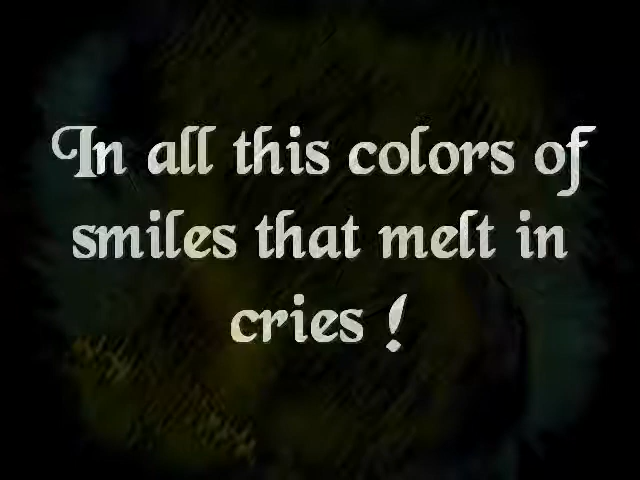 In all this colors of
smiles that melt in
cries !